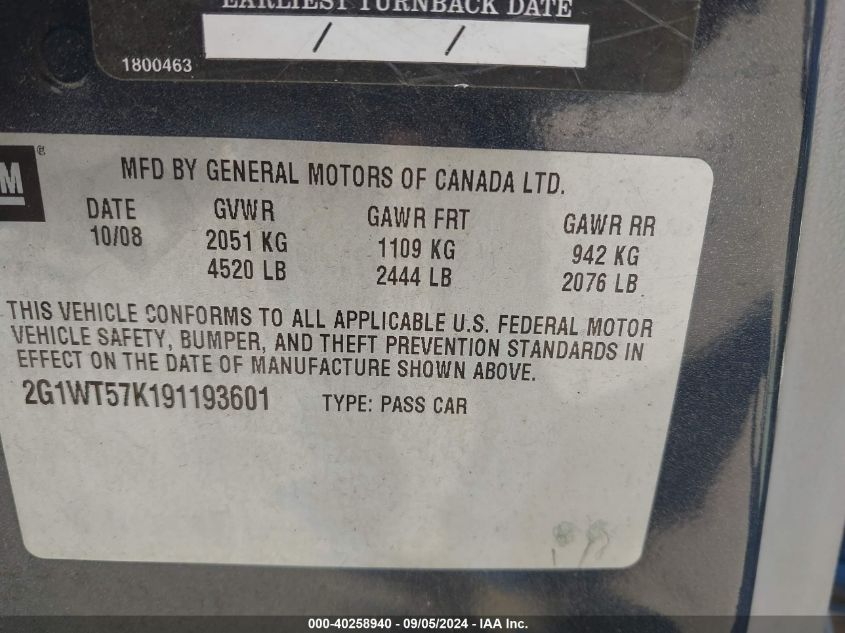 EARLIEST TURNBACK DATE
/ /
1800463
GM®
MFD BY GENERAL MOTORS OF CANADA LTD.
DATE GVWR GAWR FRT GAWR RR
10/08 2051 KG 1109 KG 942 KG
4520 LB 2444 LB 2076 LB
THIS VEHICLE CONFORMS TO ALL APPLICABLE U.S. FEDERAL MOTOR
VEHICLE SAFETY, BUMPER, AND THEFT PREVENTION STANDARDS IN
EFFECT ON THE DATE OF MANUFACTURE SHOWN ABOVE.
2G1WT57K191193601 TYPE: PASS CAR
000-40258940 - 09/05/2024 - IAA Inc.